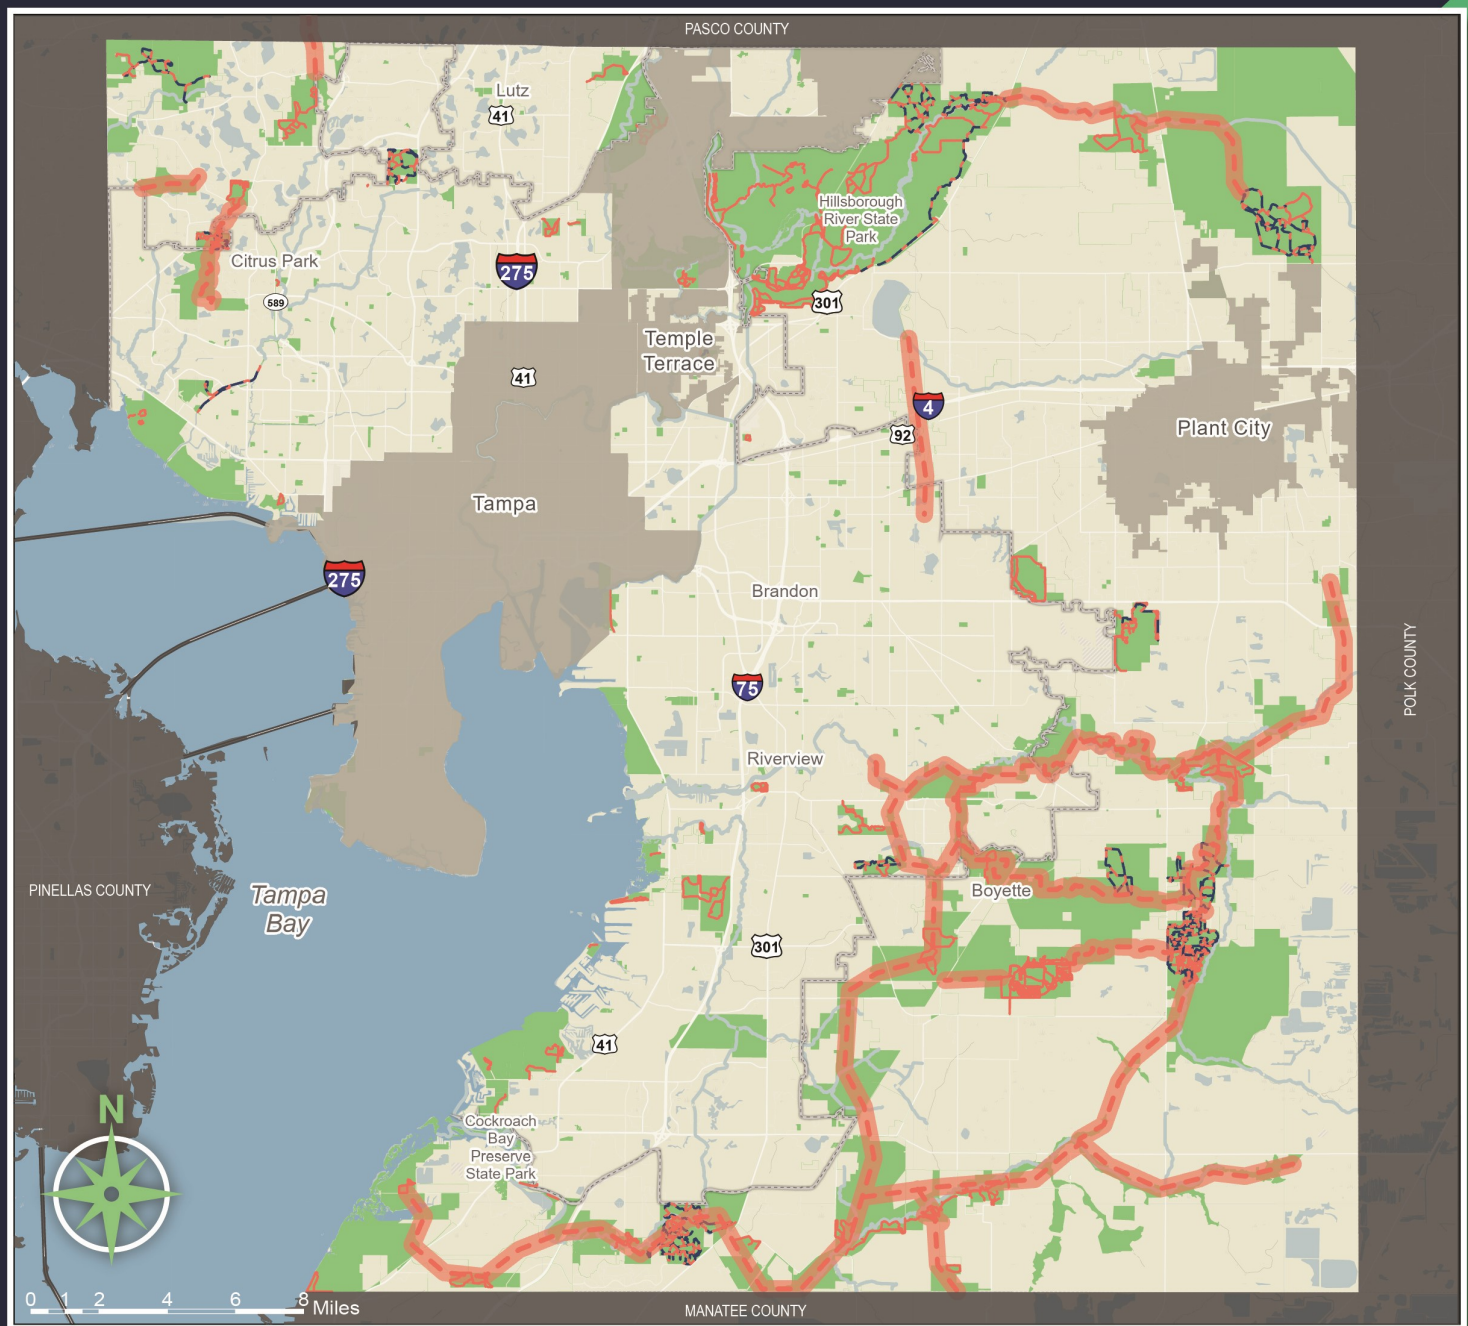 PASCO COUNTY
Lutz
41
Hillsborough
River State
Park
Citrus Park
275
589
301
Temple
Terrace
41
4
92
Plant City
Tampa
275
Brandon
POLK COUNTY
75
Riverview
PINELLAS COUNTY
Tampa
Bay
Boyette
301
41
N
Cockroach
Bay
Preserve
State Park
0 1 2 4 6 8 Miles
MANATEE COUNTY